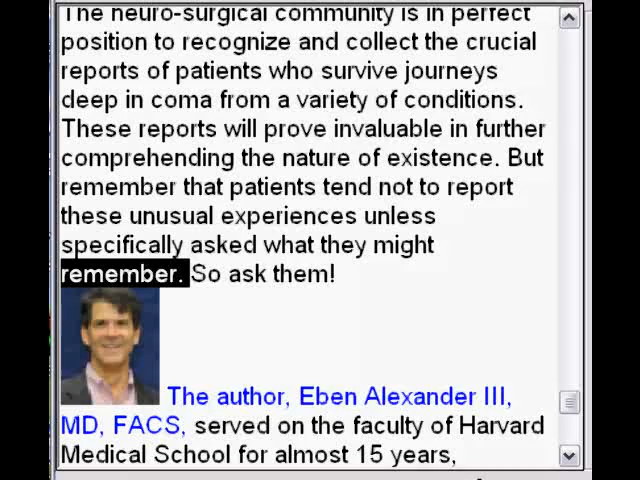 The neuro-surgical community is in perfect
position to recognize and collect the crucial
reports of patients who survive journeys
deep in coma from a variety of conditions.
These reports will prove invaluable in further
comprehending the nature of existence. But
remember that patients tend not to report
these unusual experiences unless
specifically asked what they might
remember. So ask them!
The author, Eben Alexander III,
MD, FACS, served on the faculty of Harvard
Medical School for almost 15 years,